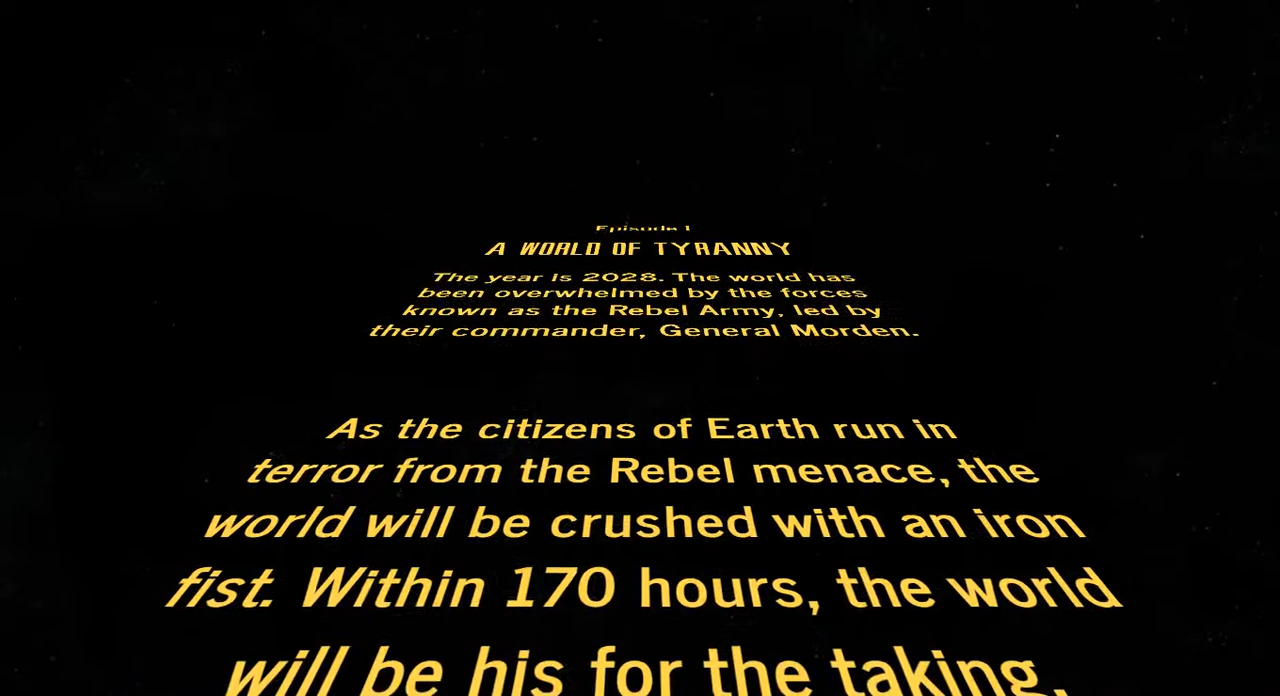 Episode I
A WORLD OF TYRANNY
The year is 2028. The world has
been overwhelmed by the forces
known as the Rebel Army, led by
their commander, General Morden.
As the citizens of Earth run in
terror from the Rebel menace, the
world will be crushed with an iron
fist. Within 170 hours, the world
will be his for the taking.